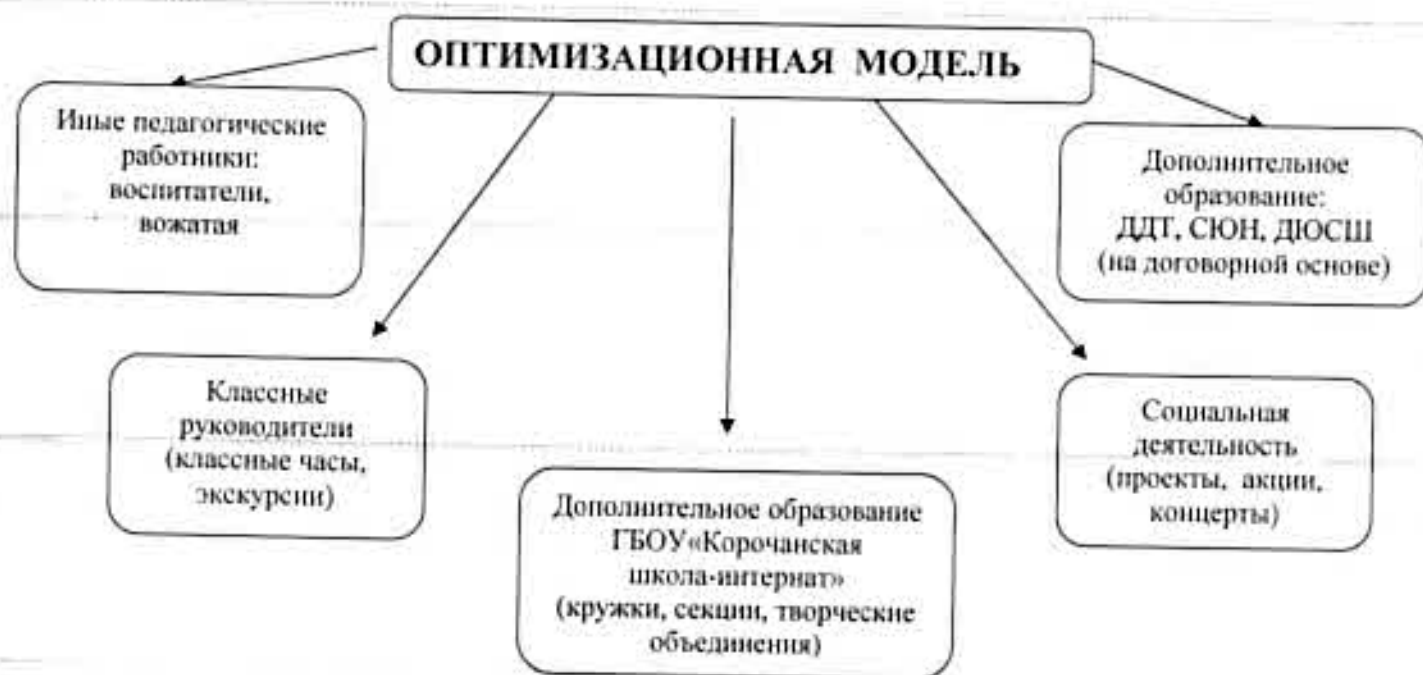 ОПТИМИЗАЦИОННАЯ МОДЕЛЬ
Иные педагогические
работники:
воспитатели,
вожатая
Дополнительное
образование:
ДДТ, СЮН, ДЮСШ
(на договорной основе)
Классные
руководители
(классные часы,
экскурсии)
Дополнительное образование
ГБОУ«Корочанская
школа-интернат»
(кружки, секции, творческие
объединения)
Социальная
деятельность
(проекты, акции,
концерты)